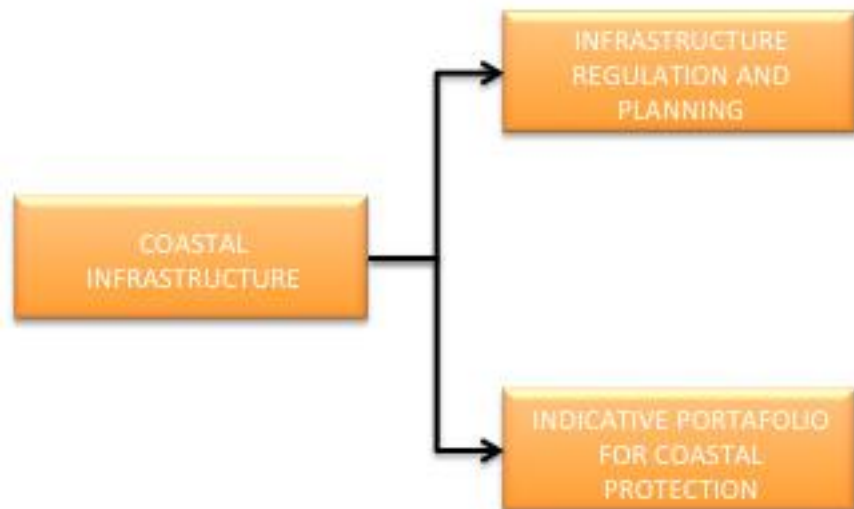 INFRASTRUCTURE
REGULATION AND
PLANNING
COASTAL
INFRASTRUCTURE
INDICATIVE PORTAFOLIO
FOR COASTAL
PROTECTION